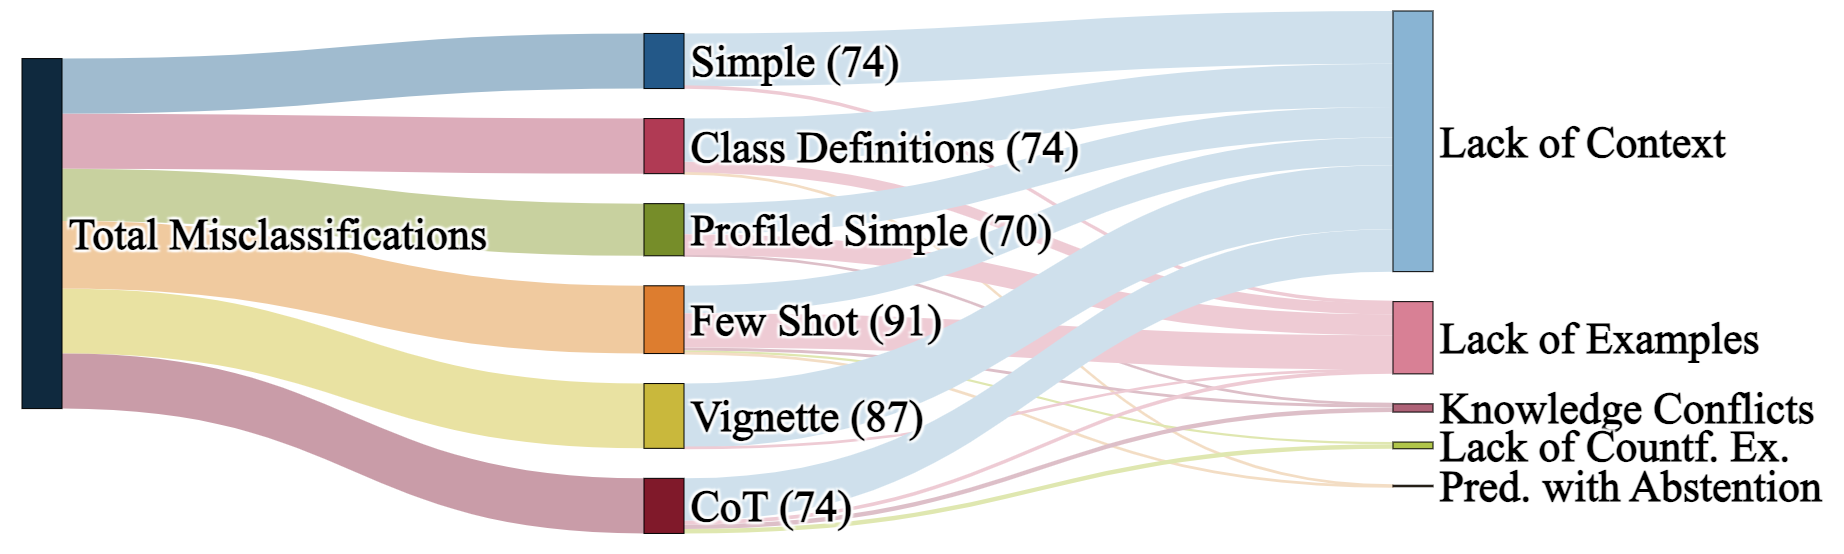 Total Misclassifications
Simple (74)
Class Definitions (74)
Profiled Simple (70)
Few Shot (91)
Vignette (87)
CoT (74)
Lack of Context
Lack of Examples
Knowledge Conflicts
Lack of Countf. Ex.
Pred. with Abstention